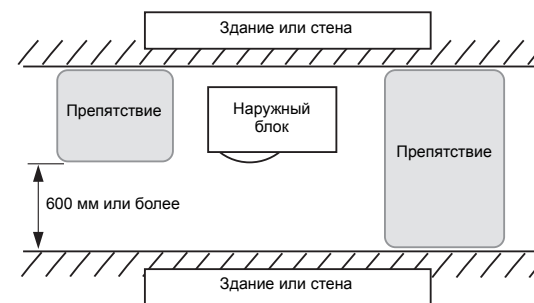 Здание или стена
Препятствие
Наружный
блок
Препятствие
600 мм или более
Здание или стена